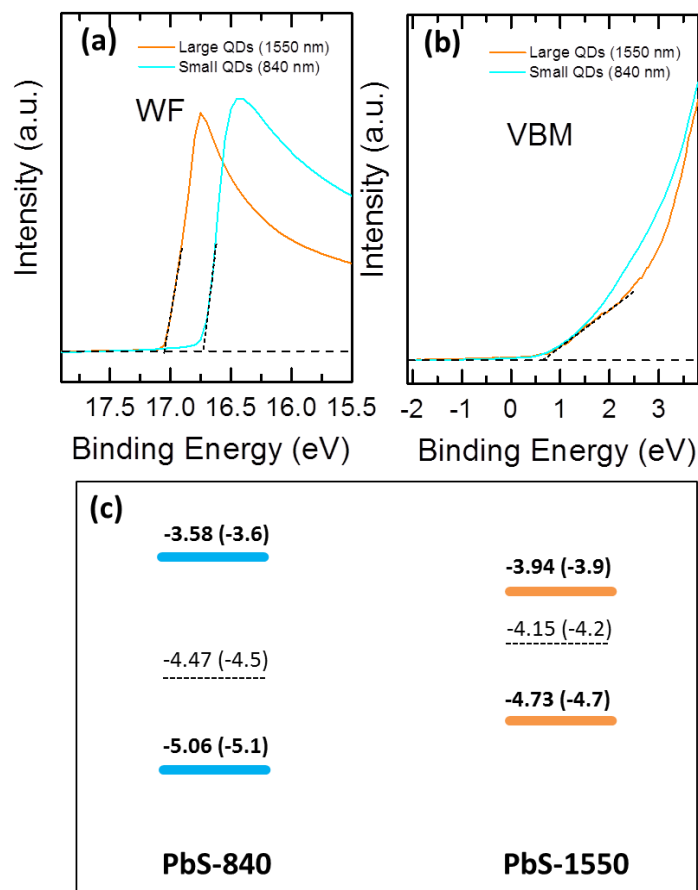 (a)
Large QDs (1550 nm)
Small QDs (840 nm)
WF
Intensity (a.u.)
17.5 17.0 16.5 16.0 15.5
Binding Energy (eV)
(b)
Large QDs (1550 nm)
Small QDs (840 nm)
VBM
Intensity (a.u.)
-2 -1 0 1 2 3
Binding Energy (eV)
(c)
-3.58 (-3.6)
-3.94 (-3.9)
-4.15 (-4.2)
-4.47 (-4.5)
-4.73 (-4.7)
-5.06 (-5.1)
PbS-840
PbS-1550